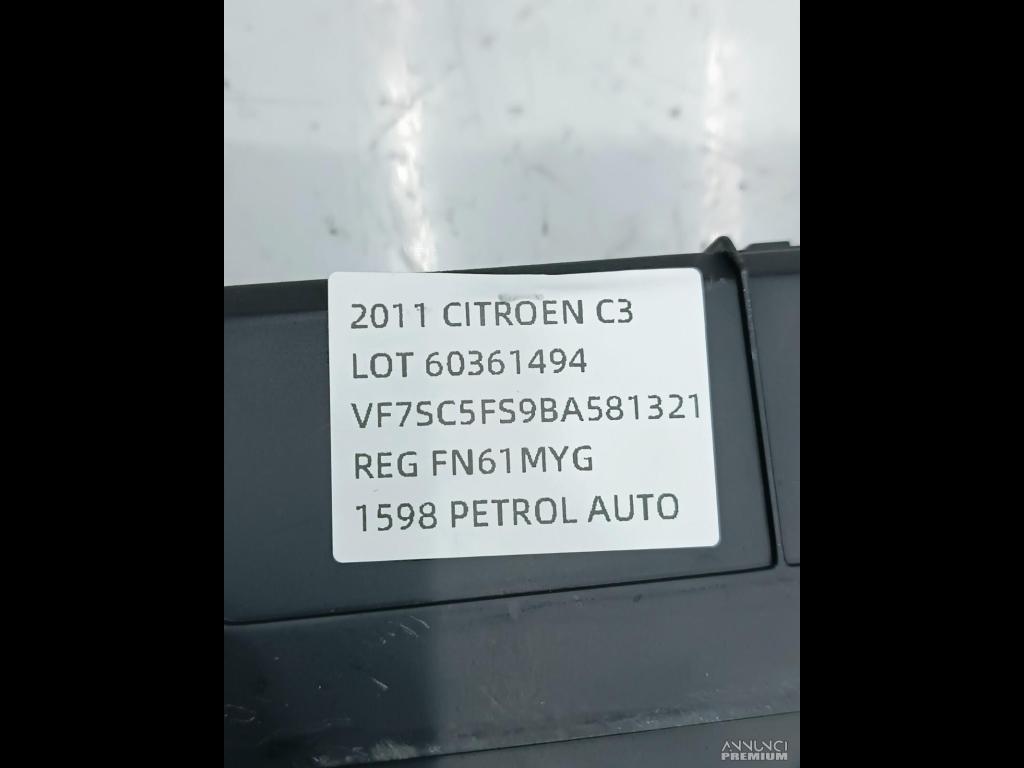 2011 CITROEN C3
LOT 60361494
VF7SC5FS9BA581321
REG FN61MYG
1598 PETROL AUTO
ANNUNCI
PREMIUM